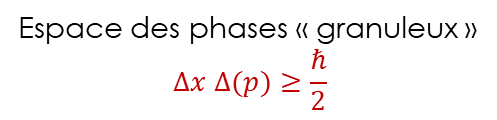 Espace des phases « granuleux »
Δx Δ(p) ≥ ħ/2